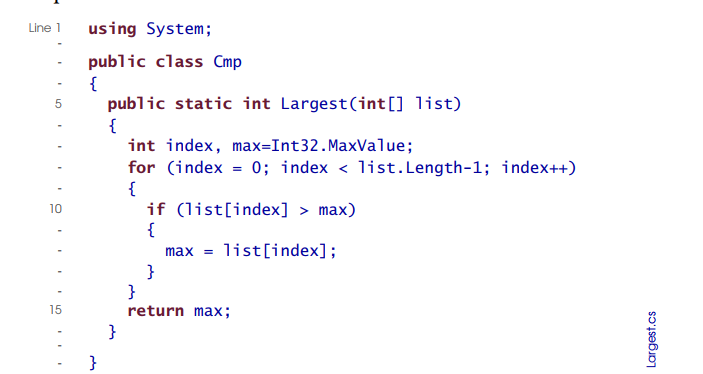 Line 1 using System;
-
- public class Cmp
- {
5 public static int Largest(int[] list)
- {
- int index, max=Int32.MaxValue;
- for (index = 0; index < list.Length-1; index++)
- {
10 if (list[index] > max)
- {
- max = list[index];
- }
- }
15 return max;
- }
-
- }
Largest.cs